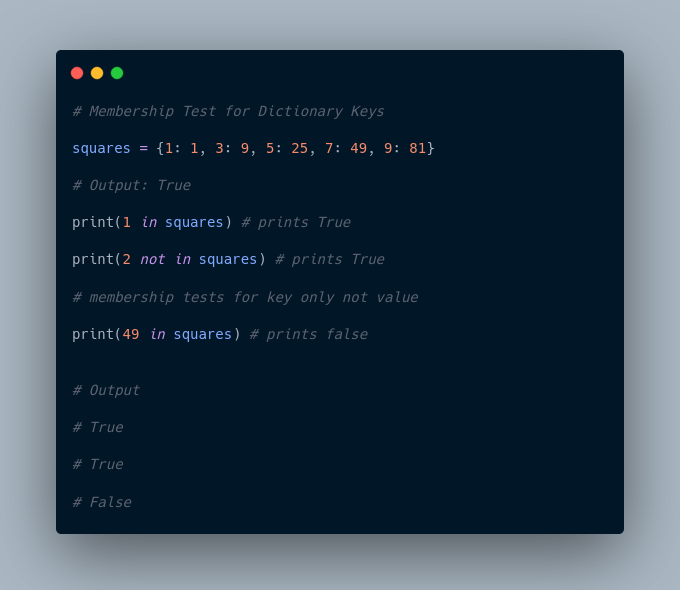 # Membership Test for Dictionary Keys
squares = {1: 1, 3: 9, 5: 25, 7: 49, 9: 81}
# Output: True
print(1 in squares) # prints True
print(2 not in squares) # prints True
# membership tests for key only not value
print(49 in squares) # prints false
# Output
# True
# True
# False